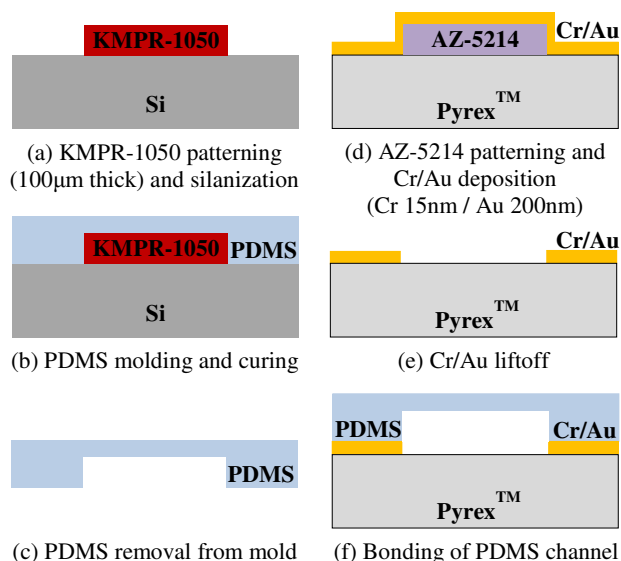 KMPR-1050
Si
(a) KMPR-1050 patterning
(100µm thick) and silanization
KMPR-1050 PDMS
Si
(b) PDMS molding and curing
PDMS
(c) PDMS removal from mold
AZ-5214 Cr/Au
Pyrex™
(d) AZ-5214 patterning and
Cr/Au deposition
(Cr 15nm / Au 200nm)
Cr/Au
Pyrex™
(e) Cr/Au liftoff
PDMS Cr/Au
Pyrex™
(f) Bonding of PDMS channel